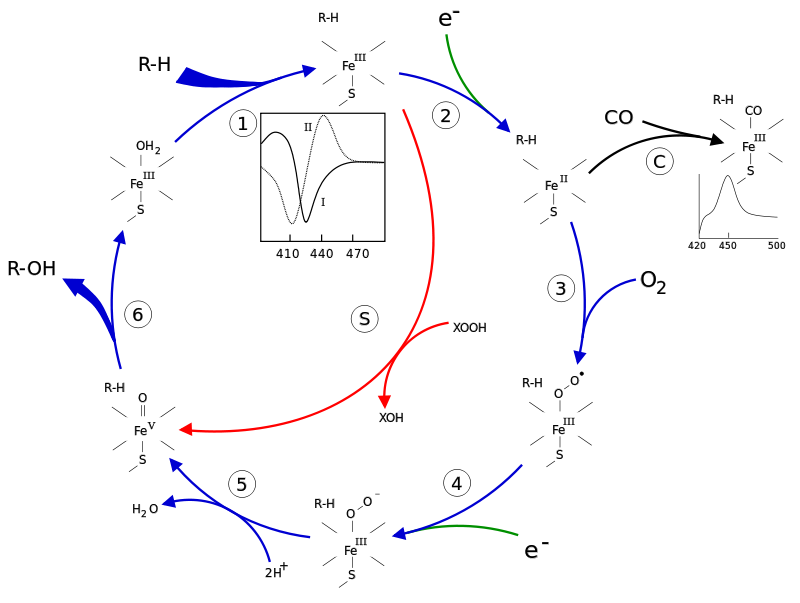 R-H
e-
Fe III
S
R-H
1
2
II
I
410 440 470
OH2
Fe III
S
R-H
Fe II
S
CO
C
R-H
CO
Fe III
S
420 450 500
R-OH
6
S
XOOH
3
O2
R-H
O
Fe V
S
XOH
R-H
O
O•
Fe III
S
5
4
H2O
2H+
R-H
O
O-
Fe III
S
e-